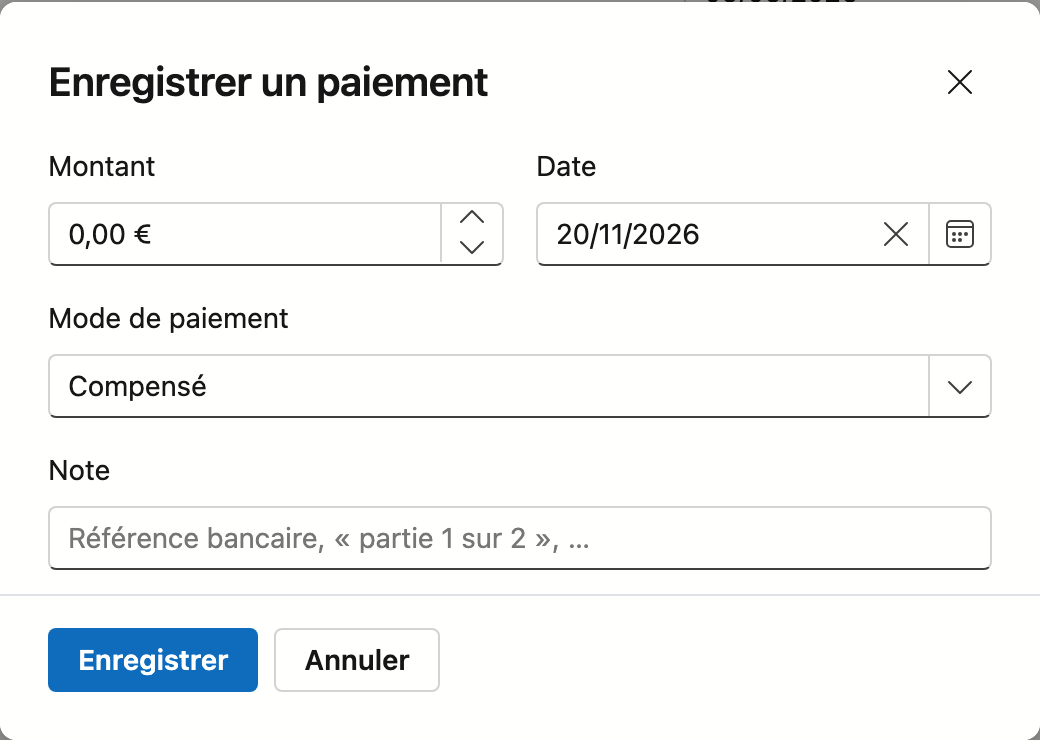 Enregistrer un paiement
Montant
Date
0,00 €
20/11/2026
Mode de paiement
Compensé
Note
Référence bancaire, « partie 1 sur 2 », ...
Enregistrer
Annuler